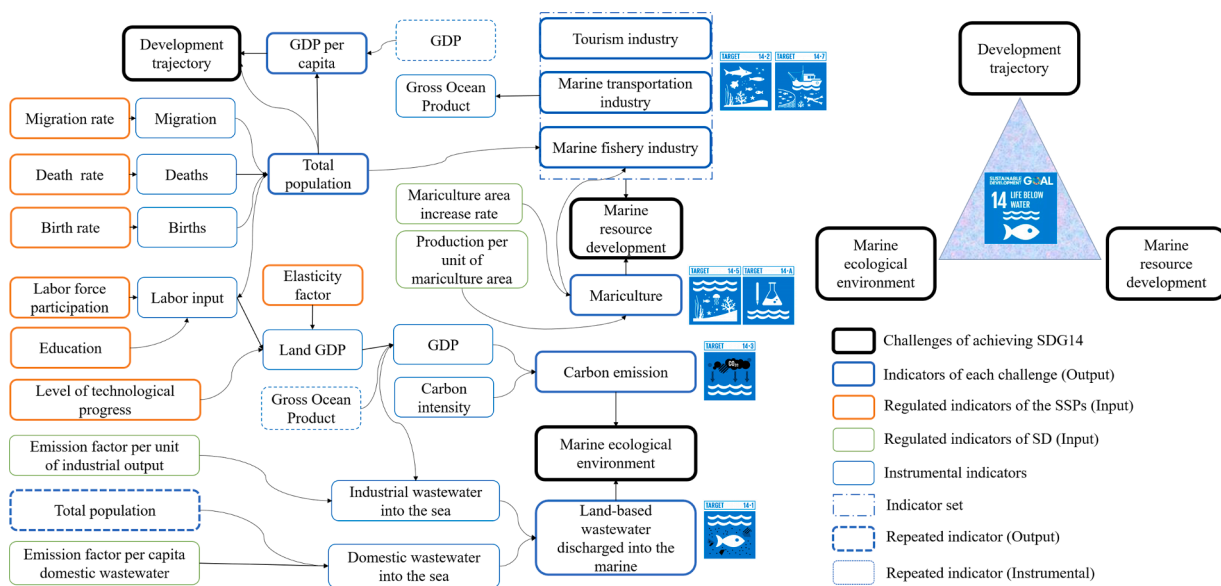 Development
trajectory
GDP per
capita
GDP
Tourism industry
Gross Ocean
Product
Marine transportation
industry
TARGET 14-2
TARGET 14-7
Migration rate
Migration
Marine fishery industry
Death rate
Deaths
Total
population
Birth rate
Births
Mariculture area
increase rate
Marine
resource
development
Production per
unit of
mariculture area
Labor force
participation
Labor input
Elasticity
factor
Mariculture
TARGET 14-5
TARGET 14-A
Education
Land GDP
GDP
Level of technological
progress
Gross Ocean
Product
Carbon
intensity
Carbon emission
TARGET 14-3
Emission factor per unit
of industrial output
Marine ecological
environment
Total population
Industrial wastewater
into the sea
Land-based
wastewater
discharged into the
marine
TARGET 14-1
Emission factor per capita
domestic wastewater
Domestic wastewater
into the sea
Development
trajectory
SUSTAINABLE
DEVELOPMENT
GOAL
14 LIFE BELOW
WATER
Marine
ecological
environment
Marine
resource
development
Challenges of achieving SDG14
Indicators of each challenge (Output)
Regulated indicators of the SSPs (Input)
Regulated indicators of SD (Input)
Instrumental indicators
Indicator set
Repeated indicator (Output)
Repeated indicator (Instrumental)